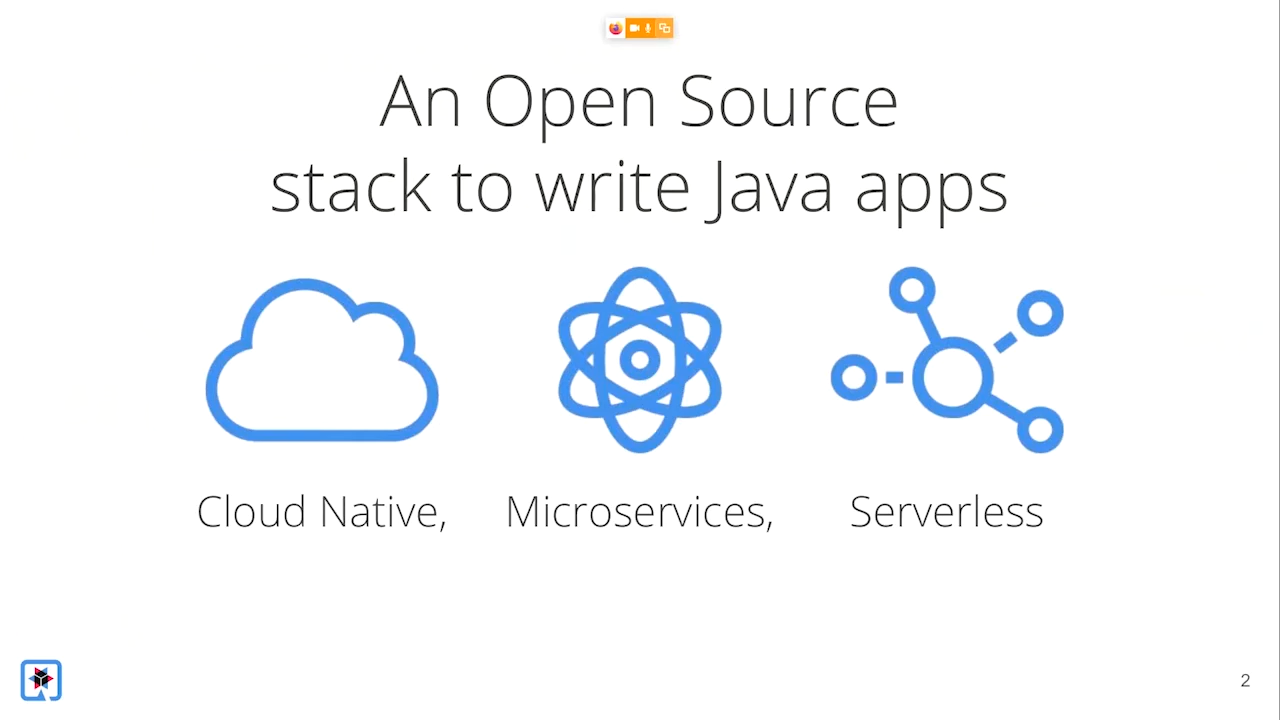 An Open Source
stack to write Java apps
Cloud Native,
Microservices,
Serverless
2